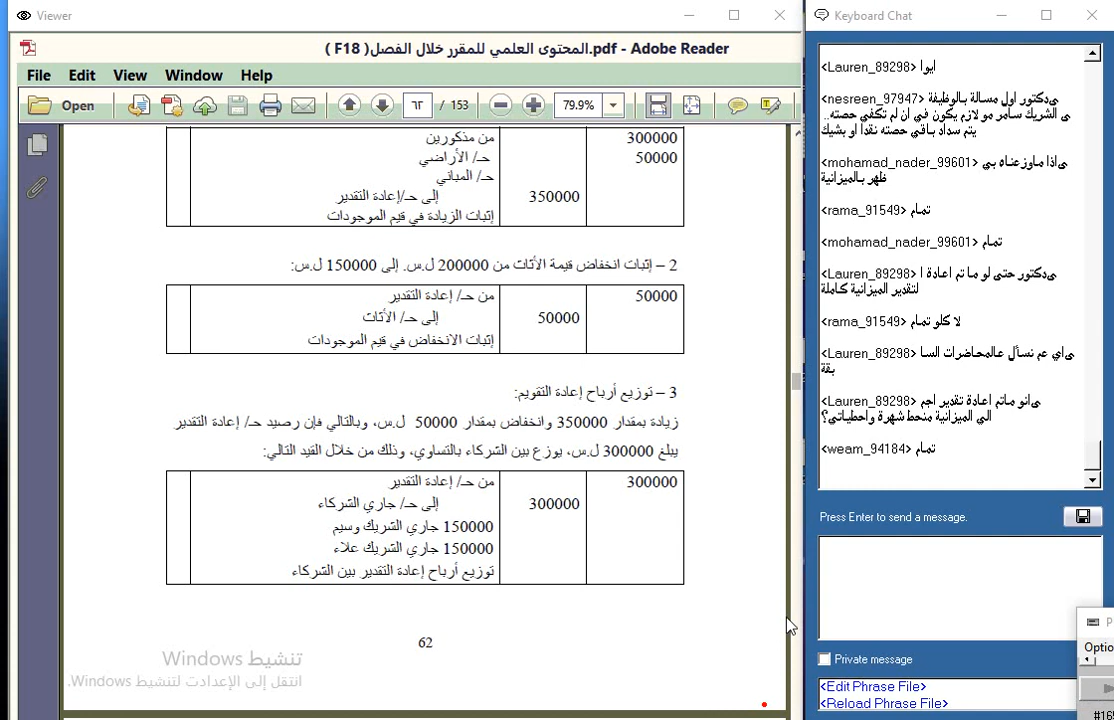 Viewer
المحتوى العلمي للمقرر خلال الفصل( F18 ).pdf - Adobe Reader
File Edit View Window Help
Open ٦٣ / 153 79.9%
300000 من مذكورين
50000 حـ/ الأراضي
حـ/ المباني
350000 إلى حـ/إعادة التقدير
إثبات الزيادة في قيم الموجودات
2 – إثبات انخفاض قيمة الأثاث من 200000 ل.س. إلى 150000 ل.س:
50000 من حـ/ إعادة التقدير
50000 إلى حـ/ الأثاث
إثبات الانخفاض في قيم الموجودات
3 – توزيع أرباح إعادة التقويم:
زيادة بمقدار 350000 وانخفاض بمقدار 50000 ل.س، وبالتالي فإن رصيد حـ/ إعادة التقدير
يبلغ 300000 ل.س، يوزع بين الشركاء بالتساوي، وذلك من خلال القيد التالي:
300000 من حـ/ إعادة التقدير
300000 إلى حـ/ جاري الشركاء
150000 جاري الشريك وسيم
150000 جاري الشريك علاء
توزيع أرباح إعادة التقدير بين الشركاء
62
تنشيط Windows
انتقل إلى الإعدادت لتنشيط Windows.
Keyboard Chat
<Lauren_89298> ايوا
<nesreen_97947> ىدكتور اول مسالة بالوظيفة
ى الشريك سامر مو لازم يكون في ان لم تكفي حصته..
يتم سداد باقي حصته نقدا او بشيك
<mohamad_nader_99601> ىاذا ماوزعناه بي
ظهر بالميزانية
<rama_91549> تمام
<mohamad_nader_99601> تمام
<Lauren_89298> ىدكتور حتى لو ما تم اعادة ا
لتقدير الميزانية كاملة
<rama_91549> لا كلو تمام
<Lauren_89298> ىاي عم نسأل عالمحاضرات السا
بقة
<Lauren_89298> ىانو ماتم اعادة تقدير اجم
الي الميزانية منحط شهرة واحطياتي؟
<weam_94184> تمام
Press Enter to send a message.
Private message
<Edit Phrase File>
<Reload Phrase File>
P
Optio